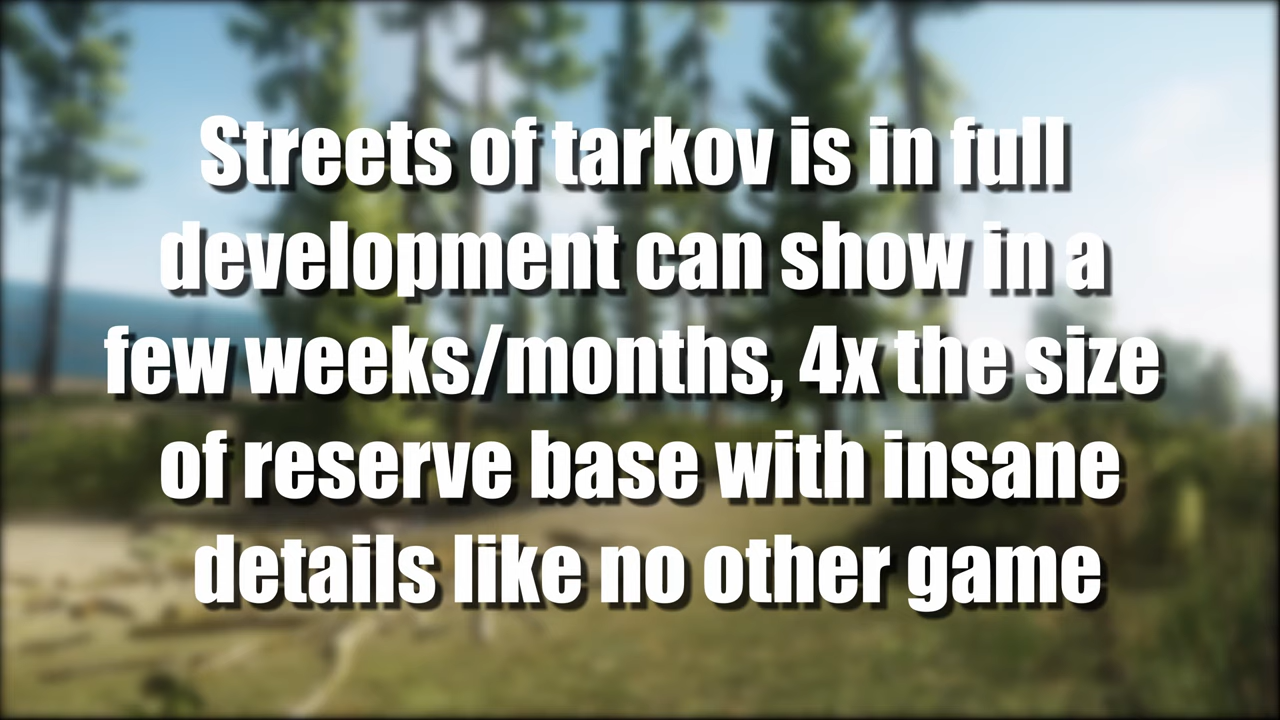 Streets of tarkov is in full
development can show in a
few weeks/months, 4x the size
of reserve base with insane
details like no other game